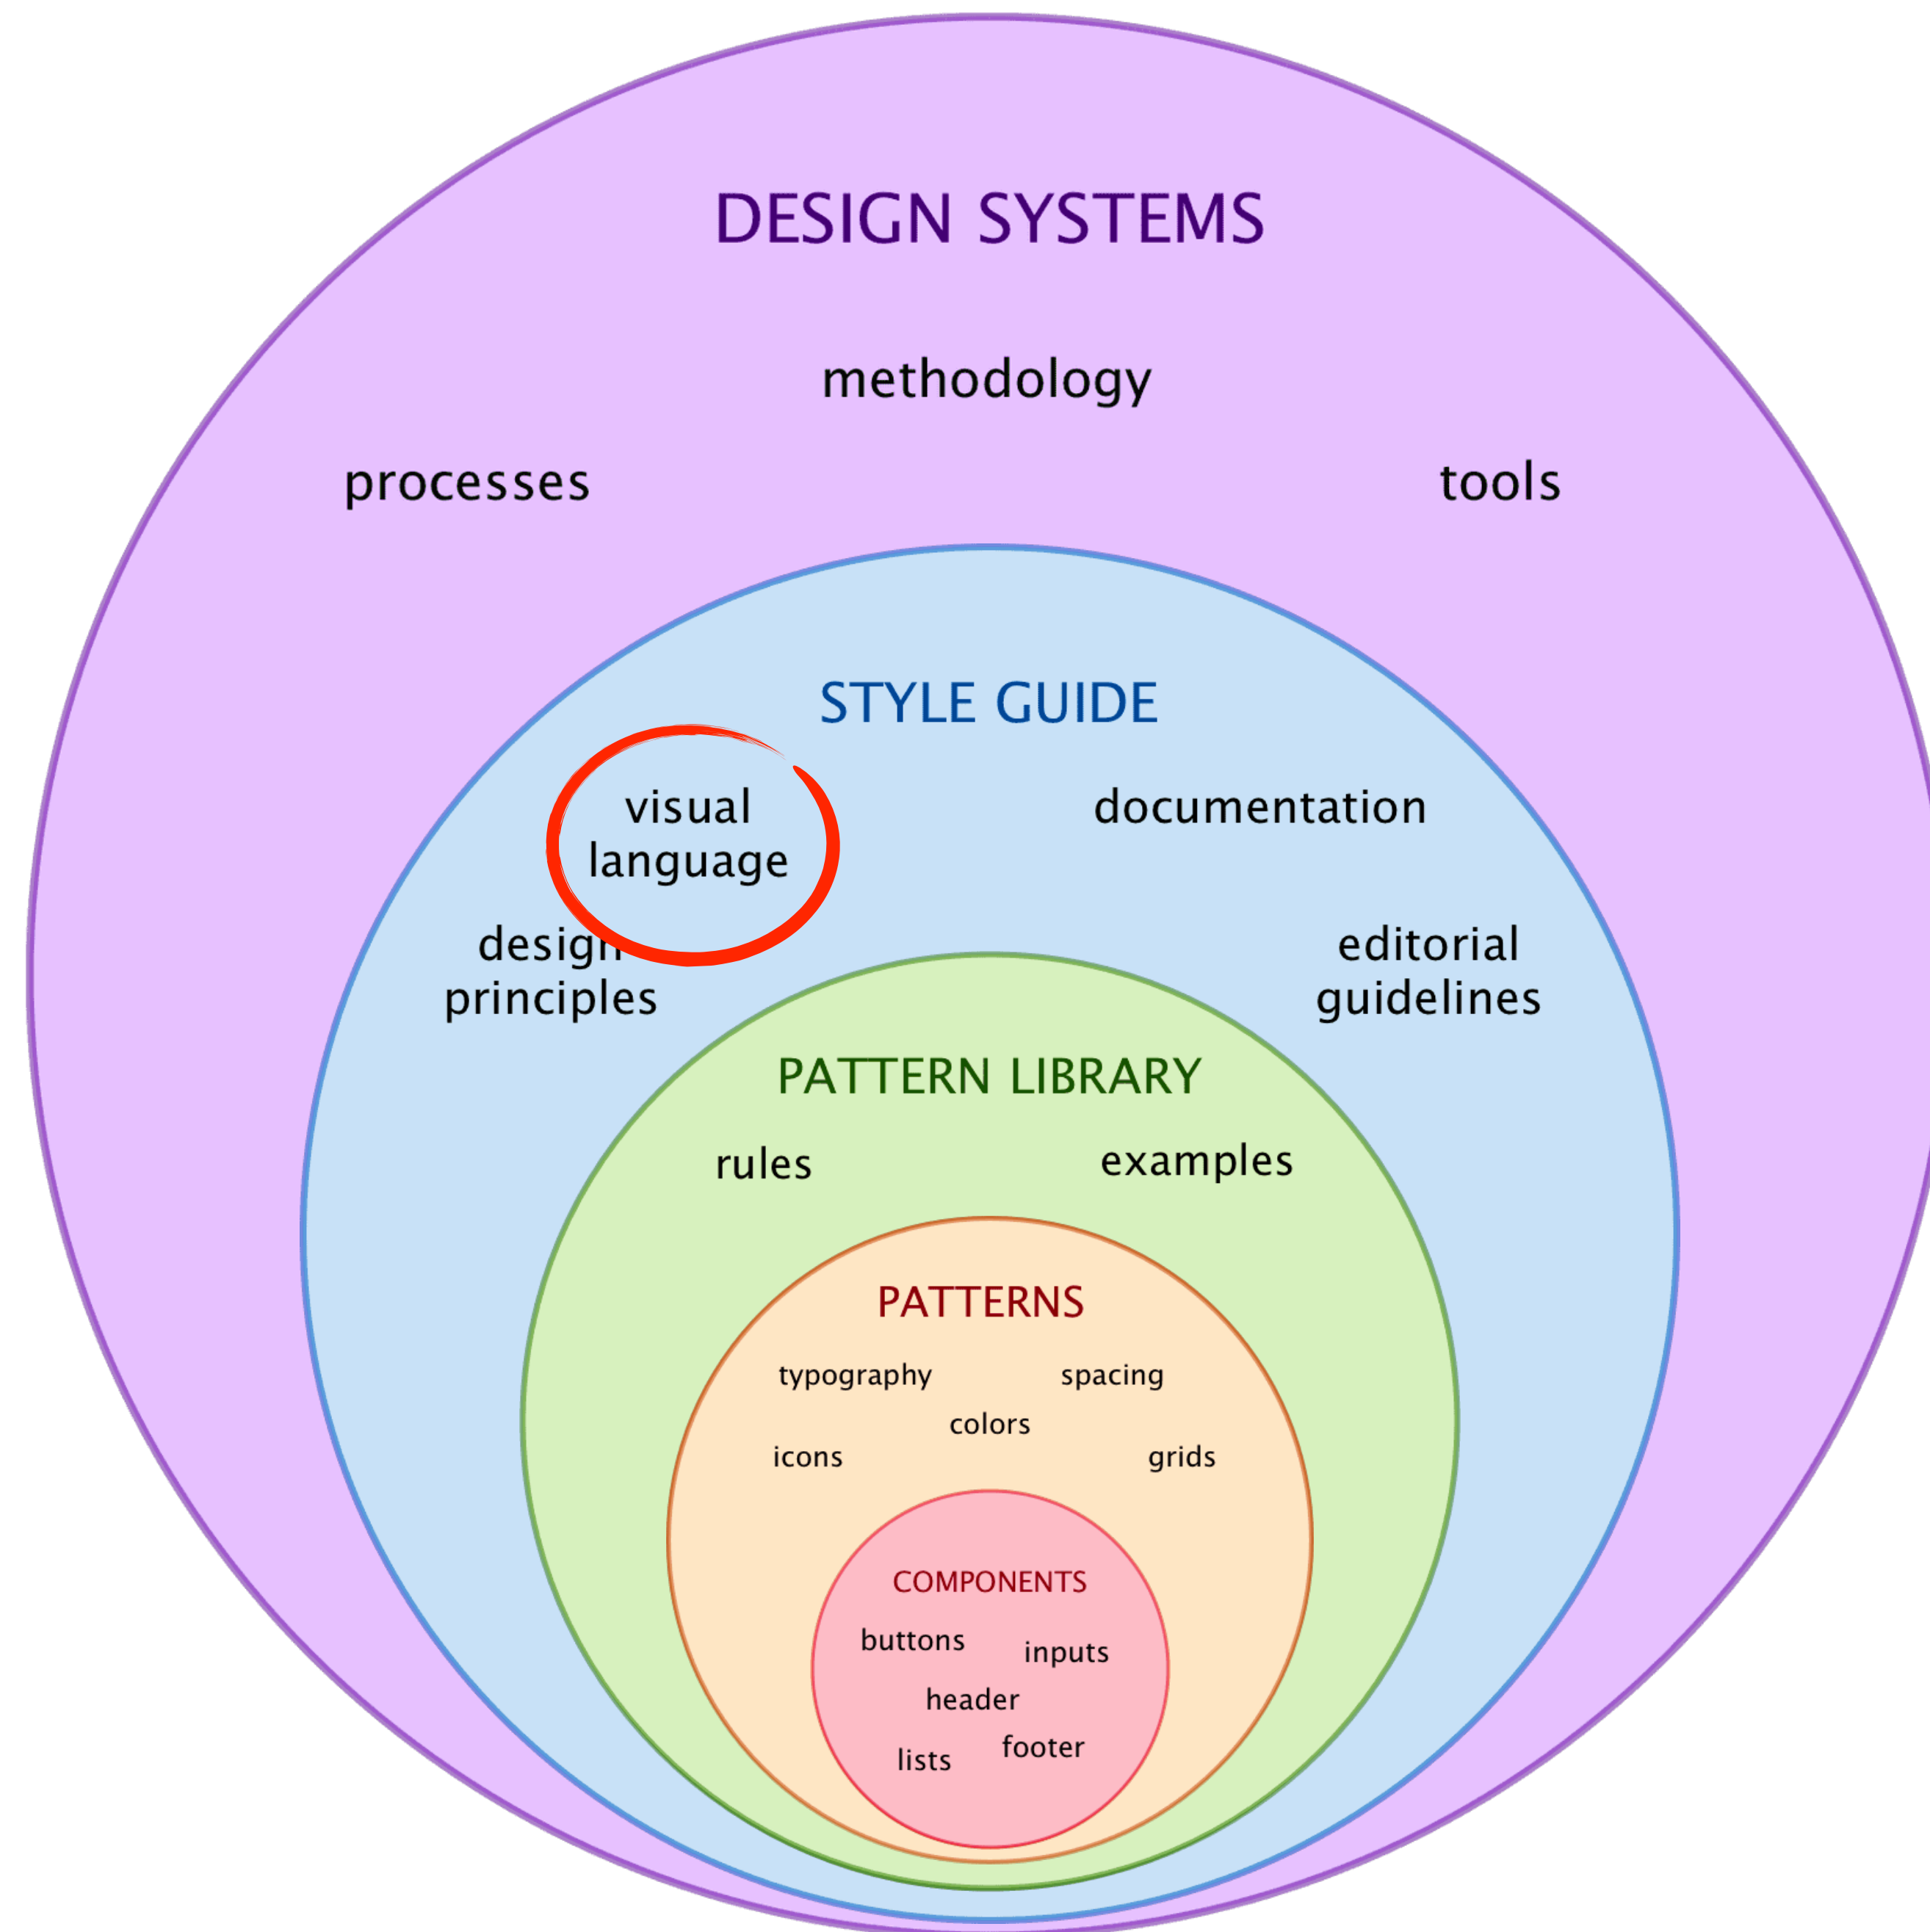 DESIGN SYSTEMS
methodology
processes
tools
STYLE GUIDE
visual
language
documentation
design
principles
editorial
guidelines
PATTERN LIBRARY
rules
examples
PATTERNS
typography
spacing
colors
icons
grids
COMPONENTS
buttons
inputs
header
footer
lists